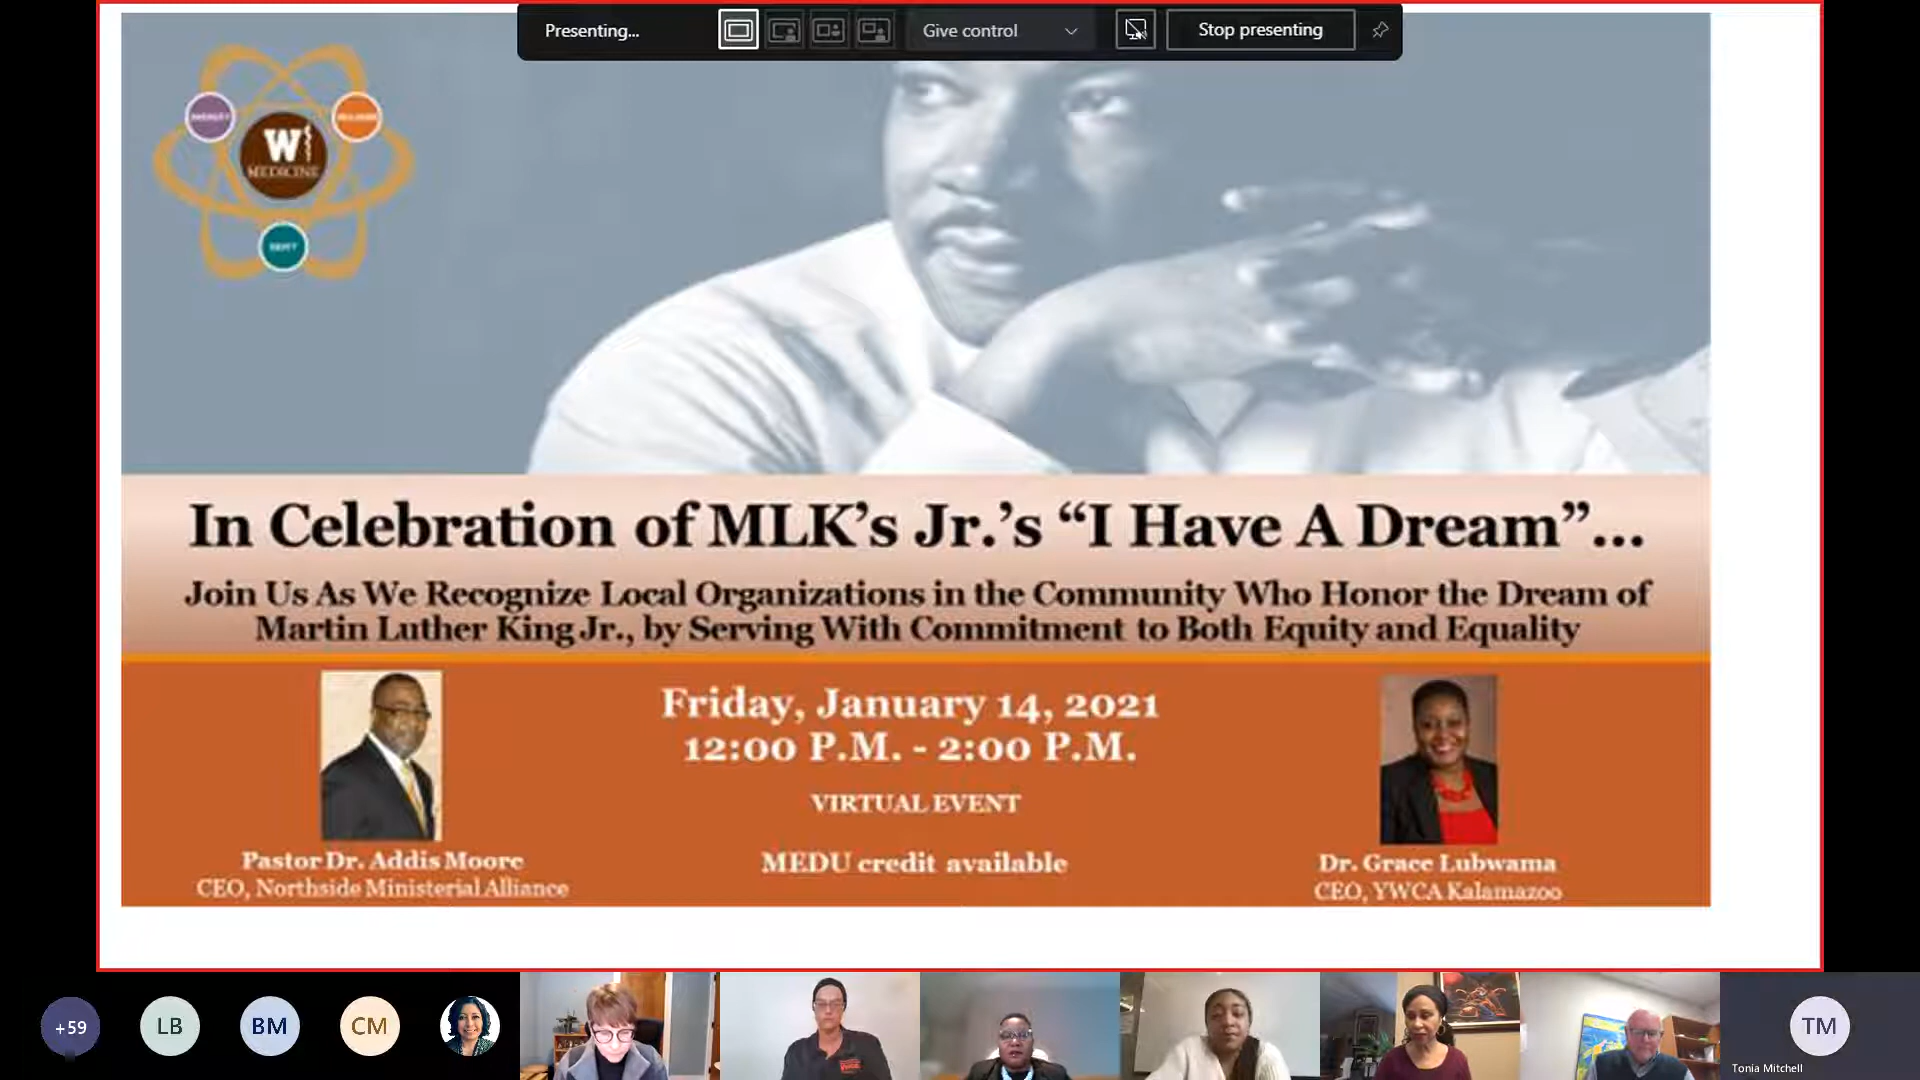 Presenting...
Give control
Stop presenting
W
MEDICINE
In Celebration of MLK’s Jr.’s “I Have A Dream”...
Join Us As We Recognize Local Organizations in the Community Who Honor the Dream of
Martin Luther King Jr., by Serving With Commitment to Both Equity and Equality
Friday, January 14, 2021
12:00 P.M. - 2:00 P.M.
VIRTUAL EVENT
MEDU credit available
Pastor Dr. Addis Moore
CEO, Northside Ministerial Alliance
Dr. Grace Lubwama
CEO, YWCA Kalamazoo
+59
LB
BM
CM
TM
Tonia Mitchell